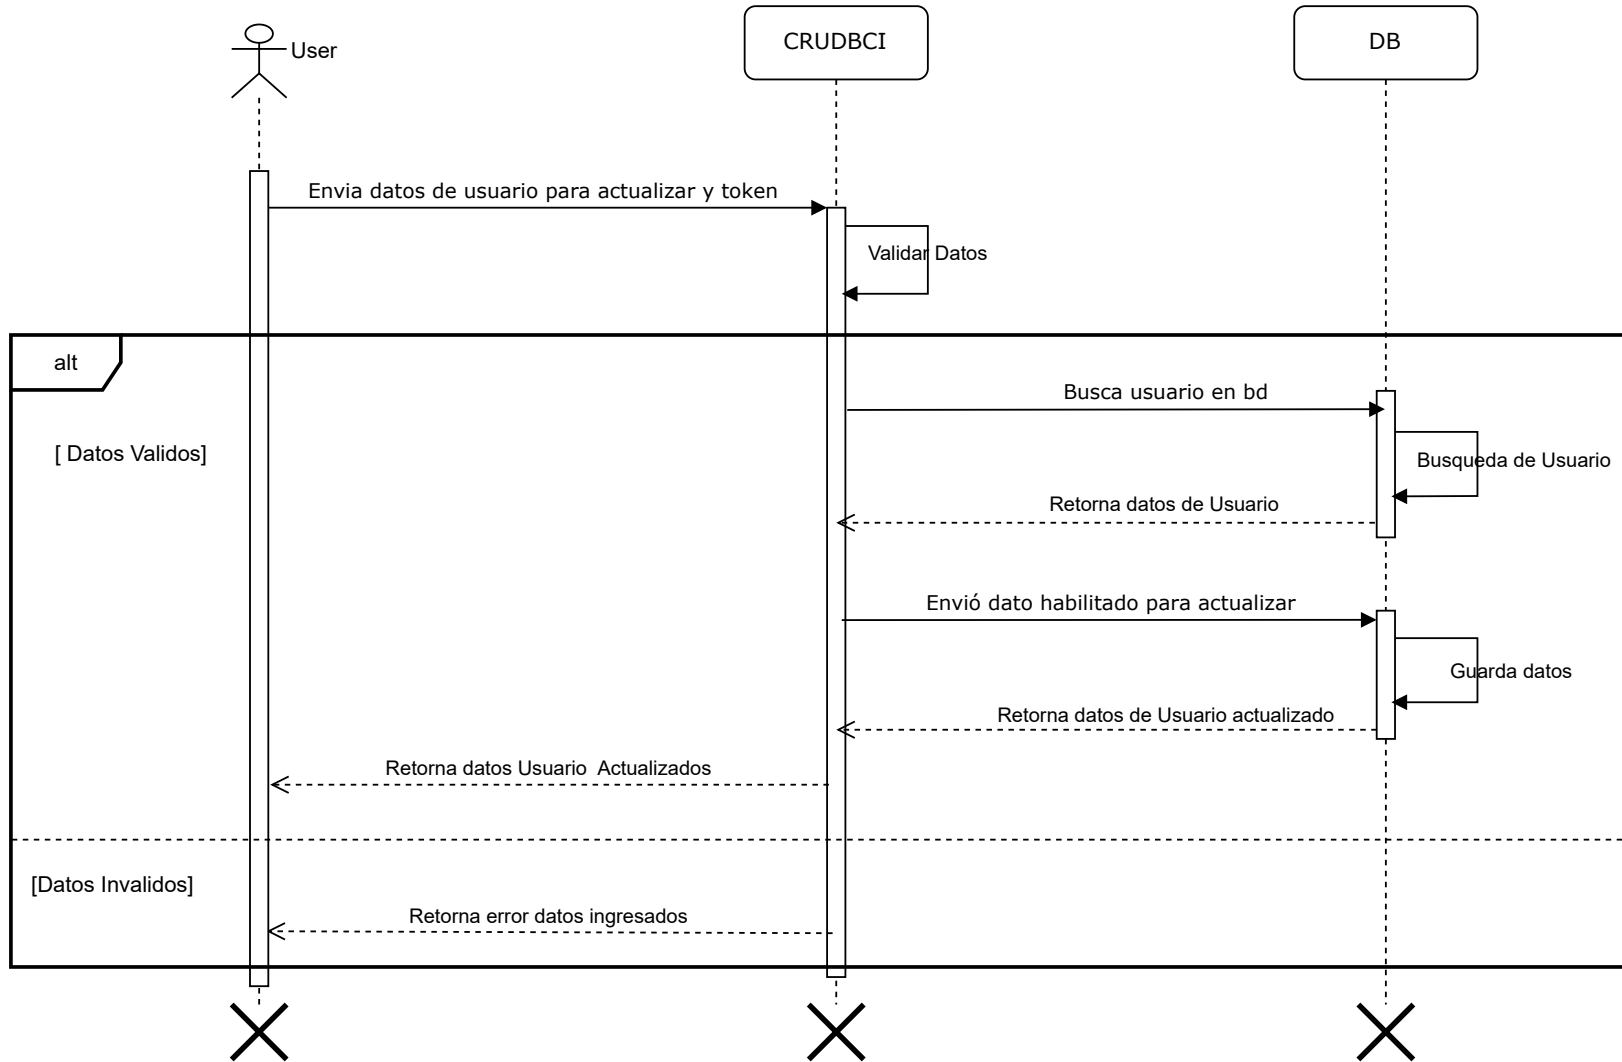 User
CRUDBCI
DB
Envia datos de usuario para actualizar y token
Validar Datos
alt
Busca usuario en bd
[ Datos Validos]
Busqueda de Usuario
Retorna datos de Usuario
Envió dato habilitado para actualizar
Guarda datos
Retorna datos de Usuario actualizado
Retorna datos Usuario  Actualizados
[Datos Invalidos]
Retorna error datos ingresados